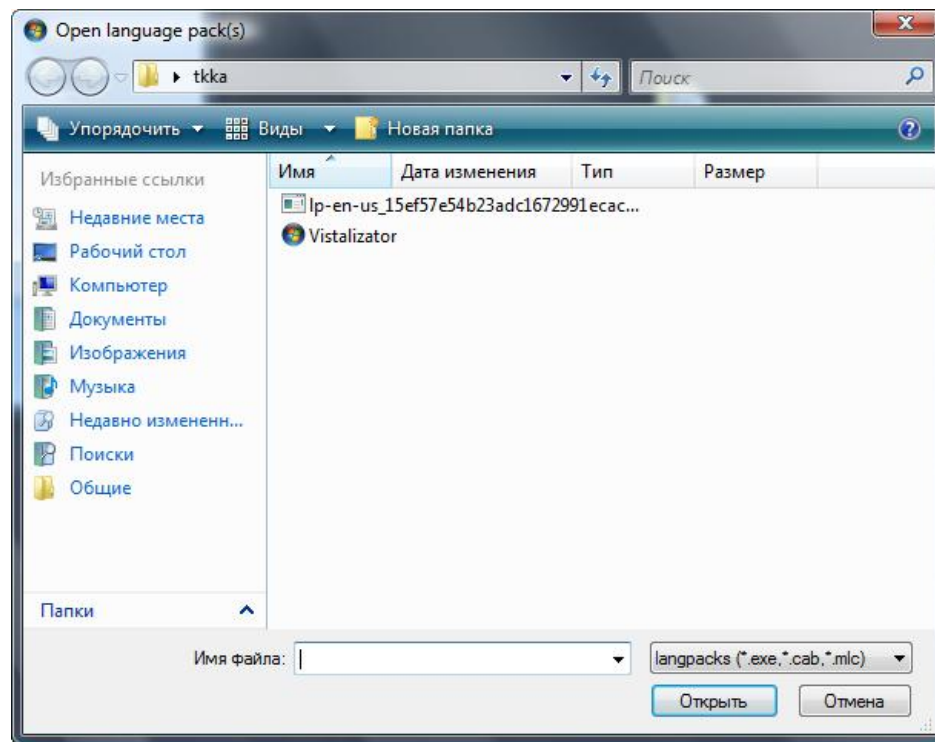 Open language pack(s)
tkka
Поиск
Упорядочить Виды Новая папка
Избранные ссылки
Недавние места
Рабочий стол
Компьютер
Документы
Изображения
Музыка
Недавно измененн...
Поиски
Общие
Папки
Имя Дата изменения Тип Размер
lp-en-us_15ef57e54b23adc1672991ecac...
Vistalizator
Имя файла: langpacks (*.exe,*.cab,*.mlc)
Открыть Отмена